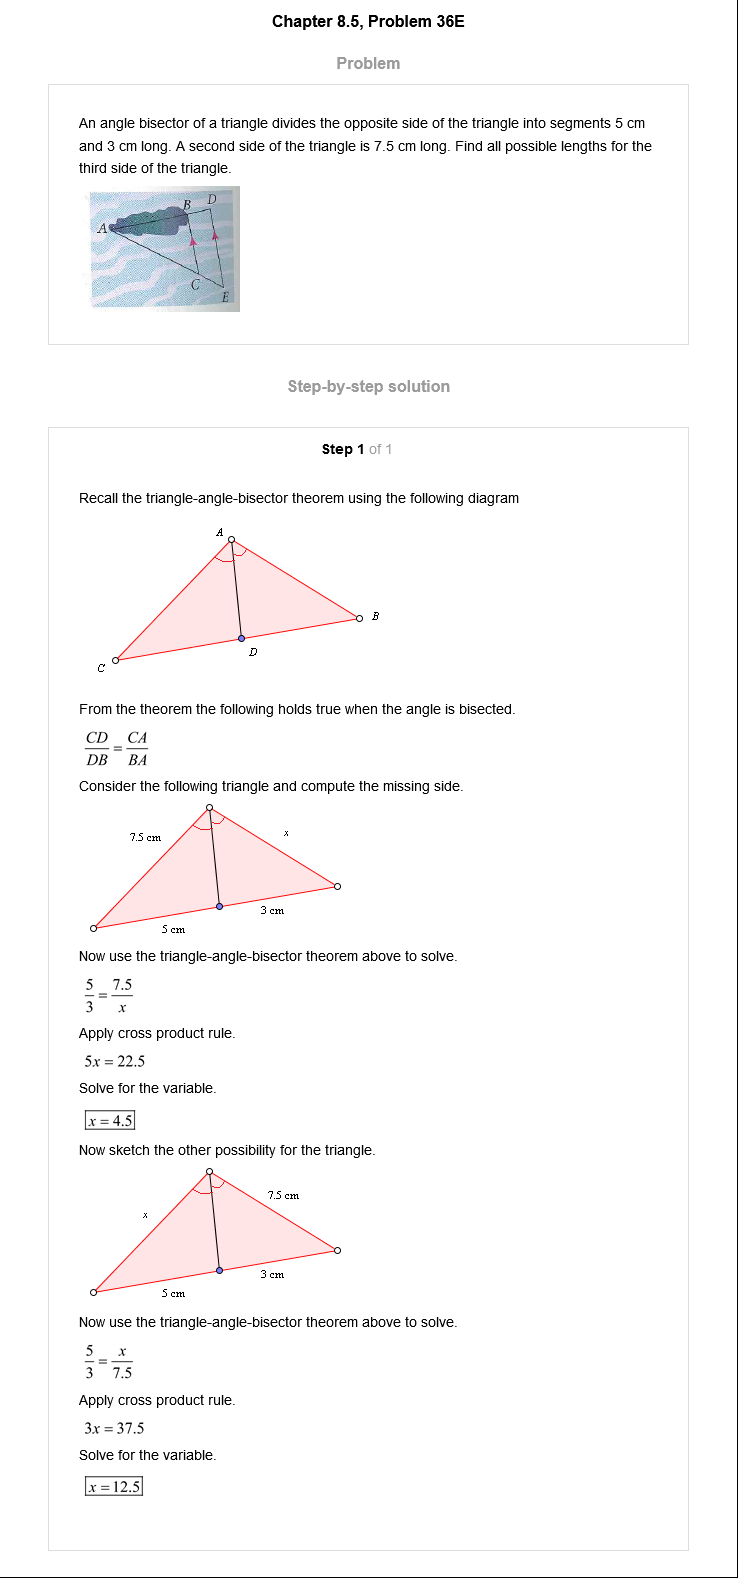 Chapter 8.5, Problem 36E
Problem
An angle bisector of a triangle divides the opposite side of the triangle into segments 5 cm
and 3 cm long. A second side of the triangle is 7.5 cm long. Find all possible lengths for the
third side of the triangle.
A B D
C
E
Step-by-step solution
Step 1 of 1
Recall the triangle-angle-bisector theorem using the following diagram
A
B
D
C
From the theorem the following holds true when the angle is bisected.
CD/DB = CA/BA
Consider the following triangle and compute the missing side.
7.5 cm x
3 cm
5 cm
Now use the triangle-angle-bisector theorem above to solve.
5/3 = 7.5/x
Apply cross product rule.
5x = 22.5
Solve for the variable.
x = 4.5
Now sketch the other possibility for the triangle.
7.5 cm
x
3 cm
5 cm
Now use the triangle-angle-bisector theorem above to solve.
5/3 = x/7.5
Apply cross product rule.
3x = 37.5
Solve for the variable.
x = 12.5